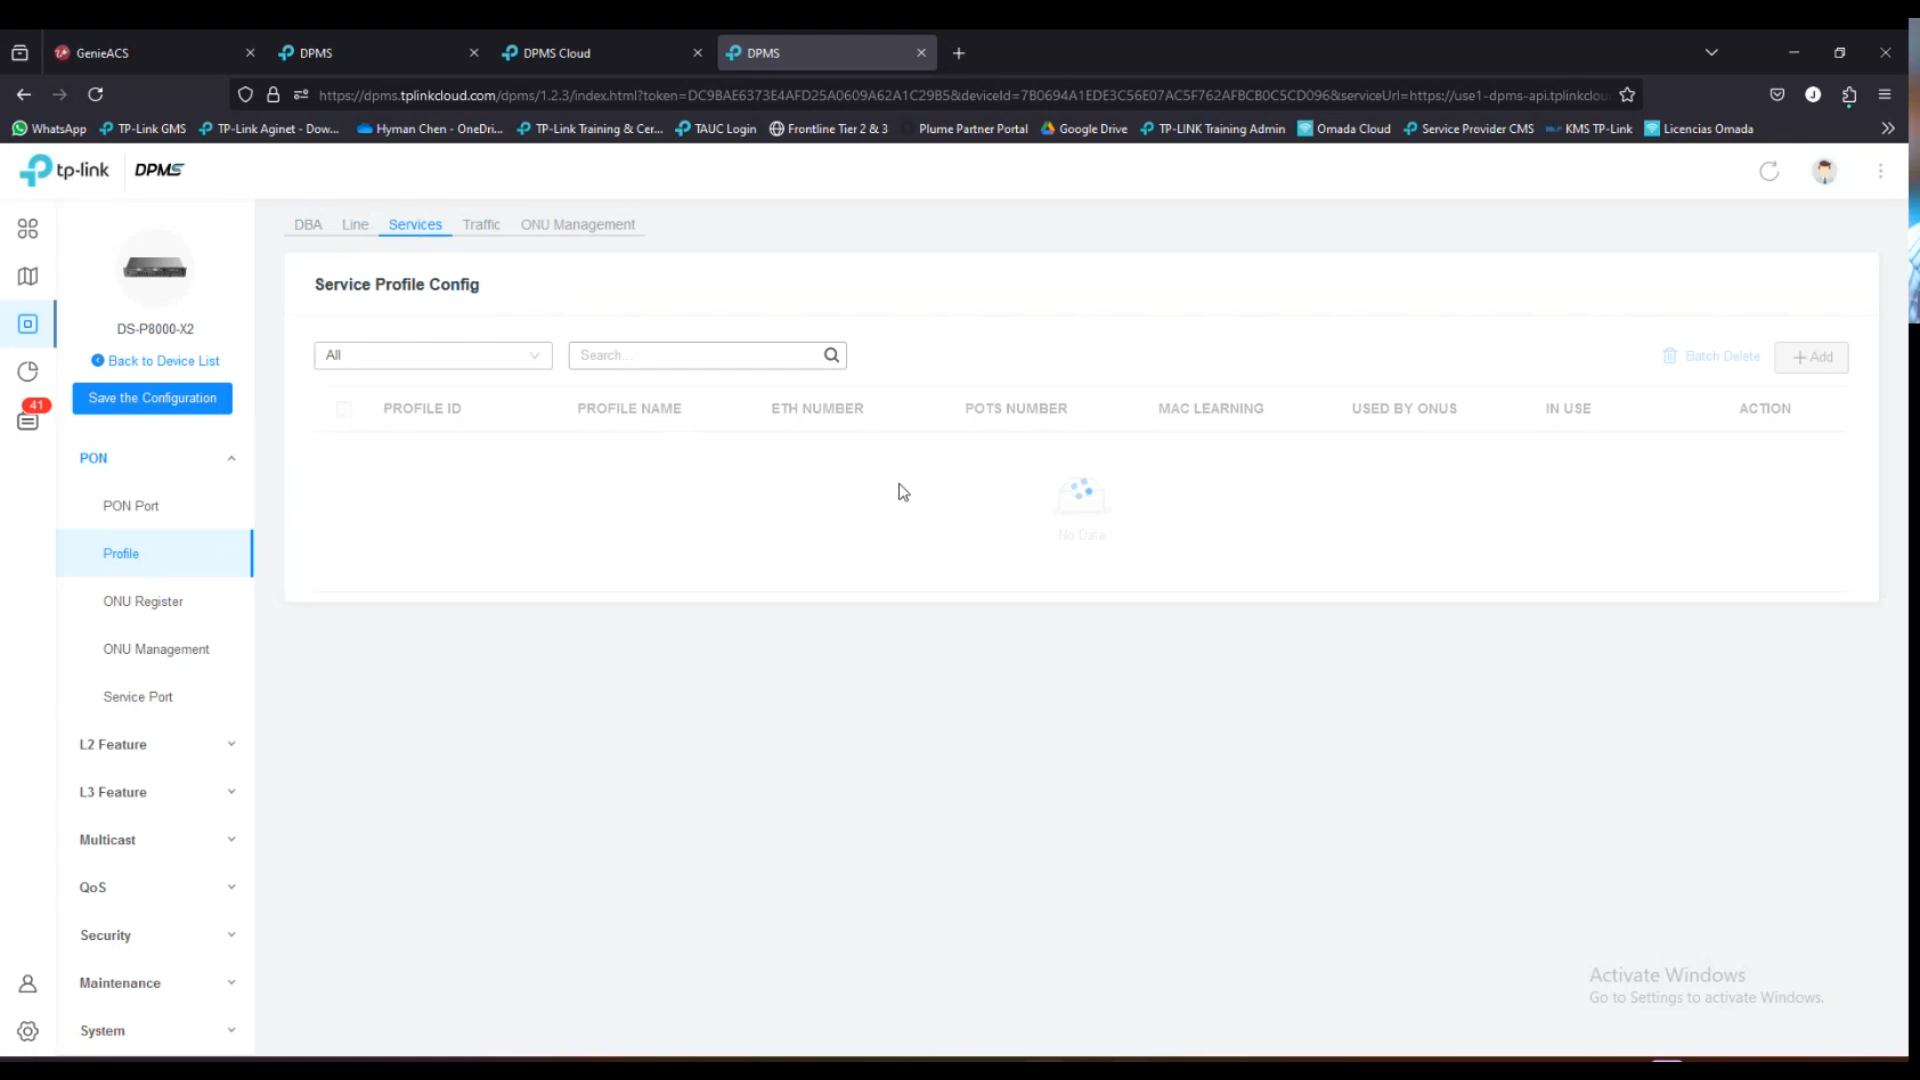 GenieACS
DPMS
DPMS Cloud
DPMS
https://dpms.tplinkcloud.com/dpms/1.2.3/index.html?token=DC9BAE6373E4AFD25A0609A62A1C29B5&deviceId=7B0694A1EDE3C56E07AC5F762AFBCB0C5CD096&serviceUrl=https://use1-dpms-api.tplinkclou
J
WhatsApp
TP-Link GMS
TP-Link Aginet - Dow...
Hyman Chen - OneDri...
TP-Link Training & Cer...
TAUC Login
Frontline Tier 2 & 3
Plume Partner Portal
Google Drive
TP-LINK Training Admin
Omada Cloud
Service Provider CMS
KMS TP-Link
Licencias Omada
tp-link
DPMS
DBA
Line
Services
Traffic
ONU Management
DS-P8000-X2
Back to Device List
Save the Configuration
41
PON
PON Port
Profile
ONU Register
ONU Management
Service Port
L2 Feature
L3 Feature
Multicast
QoS
Security
Maintenance
System
Service Profile Config
All
Search...
Batch Delete
+ Add
PROFILE ID
PROFILE NAME
ETH NUMBER
POTS NUMBER
MAC LEARNING
USED BY ONUS
IN USE
ACTION
No Data
Activate Windows
Go to Settings to activate Windows.